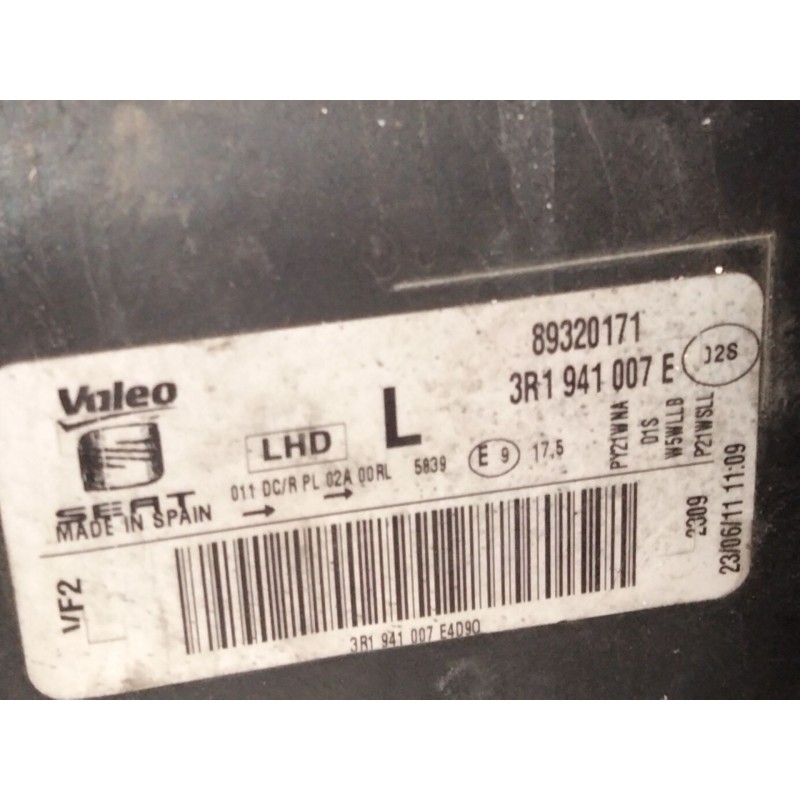 89320171
3R1 941 007 E
J2S
Valeo
SEAT
MADE IN SPAIN
LHD
L
011 DC/R PL 02A 00RL 5839
E 9
17.5
PY21WNA
D1S
W5WLLB
P21WSLL
2309
23/06/11 11:09
VF2
3R1 941 007 E4D90